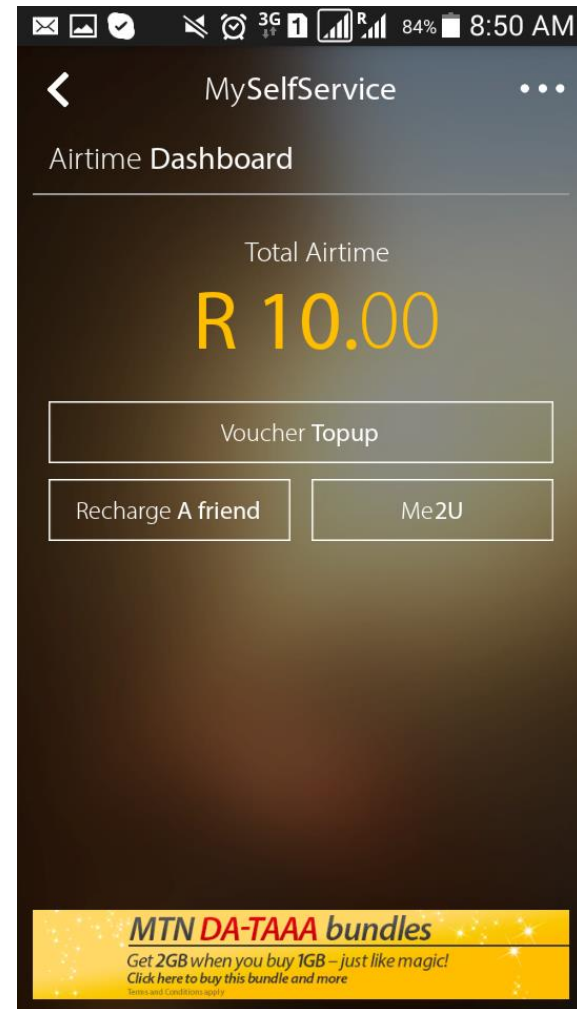 3G 1 R 84% 8:50 AM
MySelfService
Airtime Dashboard
Total Airtime
R 10.00
Voucher Topup
Recharge A friend
Me2U
MTN DA-TAAA bundles
Get 2GB when you buy 1GB – just like magic!
Click here to buy this bundle and more
Terms and Conditions apply